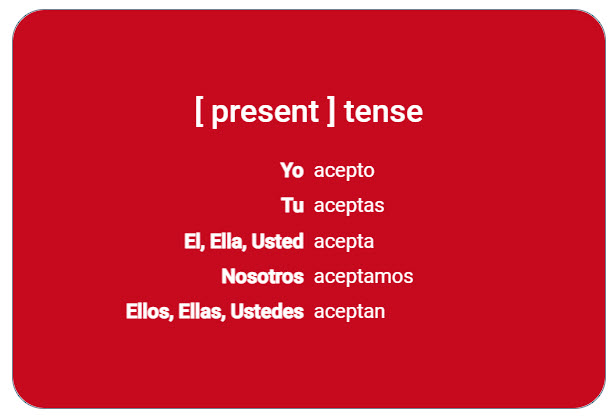 [ present ] tense
Yo acepto
Tu aceptas
El, Ella, Usted acepta
Nosotros aceptamos
Ellos, Ellas, Ustedes aceptan